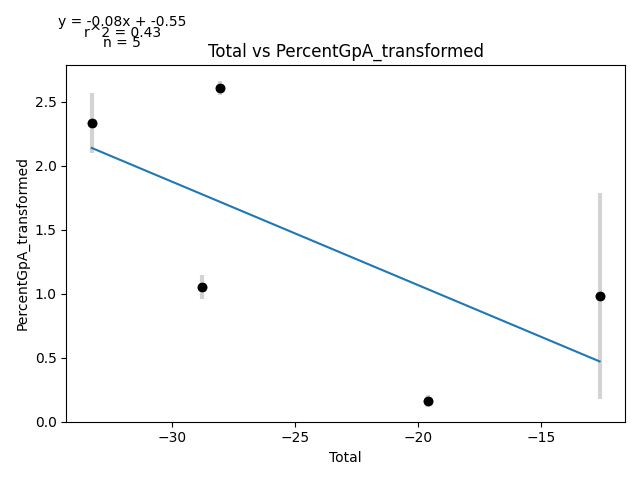 y = -0.08x + -0.55
r^2 = 0.43
n = 5
Total vs PercentGpA_transformed
PercentGpA_transformed
2.5
2.0
1.5
1.0
0.5
0.0
−30
−25
−20
−15
Total